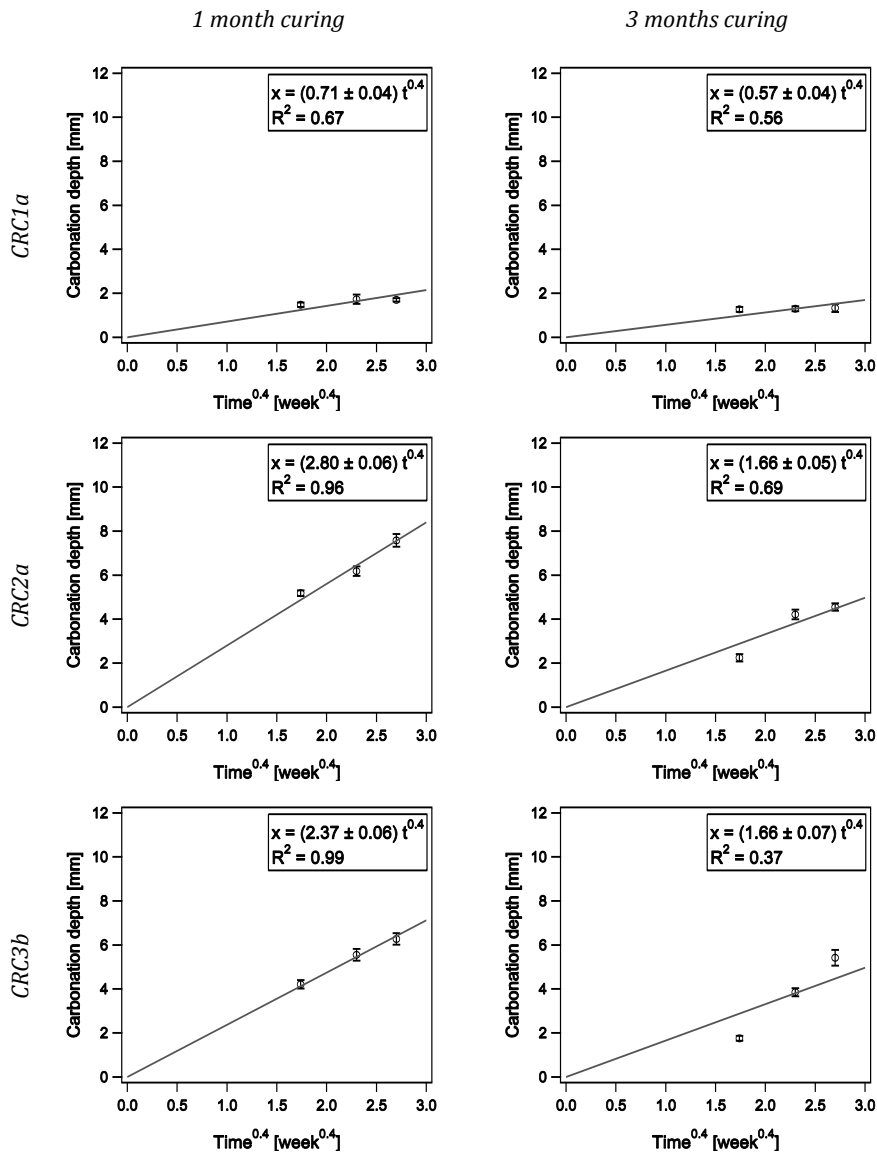 1 month curing
3 months curing
CRC1a
12
10
8
6
4
2
0
Carbonation depth [mm]
x = (0.71 ± 0.04) t^0.4
R^2 = 0.67
0.0 0.5 1.0 1.5 2.0 2.5 3.0
Time^0.4 [week^0.4]
12
10
8
6
4
2
0
Carbonation depth [mm]
x = (0.57 ± 0.04) t^0.4
R^2 = 0.56
0.0 0.5 1.0 1.5 2.0 2.5 3.0
Time^0.4 [week^0.4]
CRC2a
12
10
8
6
4
2
0
Carbonation depth [mm]
x = (2.80 ± 0.06) t^0.4
R^2 = 0.96
0.0 0.5 1.0 1.5 2.0 2.5 3.0
Time^0.4 [week^0.4]
12
10
8
6
4
2
0
Carbonation depth [mm]
x = (1.66 ± 0.05) t^0.4
R^2 = 0.69
0.0 0.5 1.0 1.5 2.0 2.5 3.0
Time^0.4 [week^0.4]
CRC3b
12
10
8
6
4
2
0
Carbonation depth [mm]
x = (2.37 ± 0.06) t^0.4
R^2 = 0.99
0.0 0.5 1.0 1.5 2.0 2.5 3.0
Time^0.4 [week^0.4]
12
10
8
6
4
2
0
Carbonation depth [mm]
x = (1.66 ± 0.07) t^0.4
R^2 = 0.37
0.0 0.5 1.0 1.5 2.0 2.5 3.0
Time^0.4 [week^0.4]